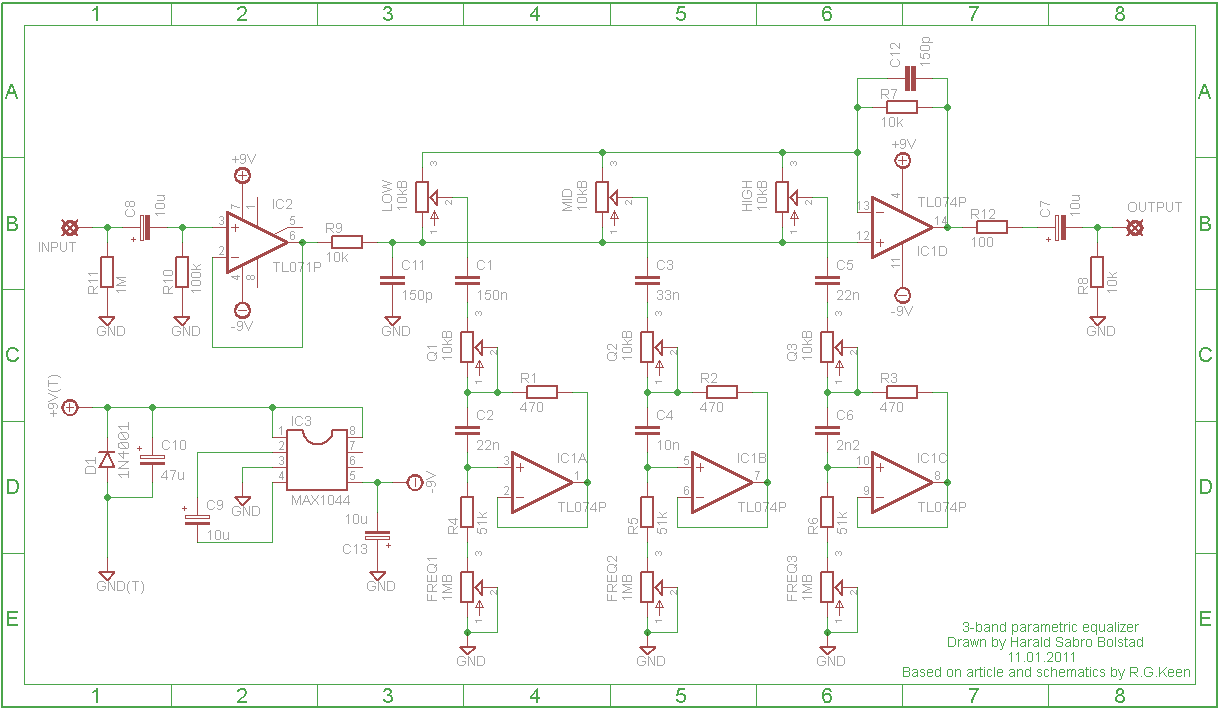 1 2 3 4 5 6 7 8
A A
C12
150p
R7
10k
+9V
+9V
LOW
10kB
3
MID
10kB
3
HIGH
10kB
3
C8
10u
+
IC2
7
1
3
+
5
6
2
−
4
8
TL071P
-9V
R9
10k
2
1
2
1
2
1
13
−
4
TL074P
14
12
+
11
IC1D
-9V
R12
100
C7
10u
+
OUTPUT
B B
INPUT
R11
1M
R10
100k
C11
150p
C1
150n
C3
33n
C5
22n
R8
10k
GND
GND
GND
GND
C C
Q1
10kB
3
2
1
Q2
10kB
3
2
1
Q3
10kB
3
2
1
R1
470
R2
470
R3
470
+9V(T)
D1
1N4001
C10
+
47u
IC3
1
2
3
4
8
7
6
5
MAX1044
-9V
C2
22n
C4
10n
C6
2n2
3
+
IC1A
1
2
−
TL074P
5
+
IC1B
7
6
−
TL074P
10
+
IC1C
8
9
−
TL074P
D D
GND
C9
+
10u
10u
C13
+
R4
51k
R5
51k
R6
51k
GND(T)
GND
FREQ1
1MB
3
2
1
FREQ2
1MB
3
2
1
FREQ3
1MB
3
2
1
E E
GND
GND
GND
3-band parametric equalizer
Drawn by Harald Sabro Bolstad
11.01.2011
Based on article and schematics by R.G.Keen
1 2 3 4 5 6 7 8